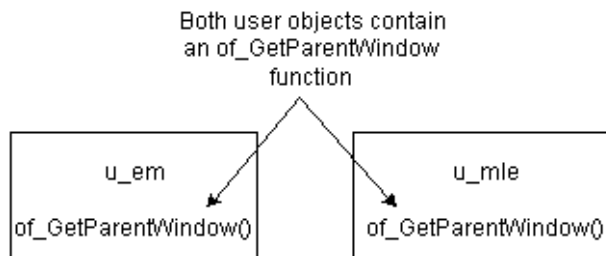 Both user objects contain
an of_GetParentWindow
function
u_em
of_GetParentWindow()
u_mle
of_GetParentWindow()